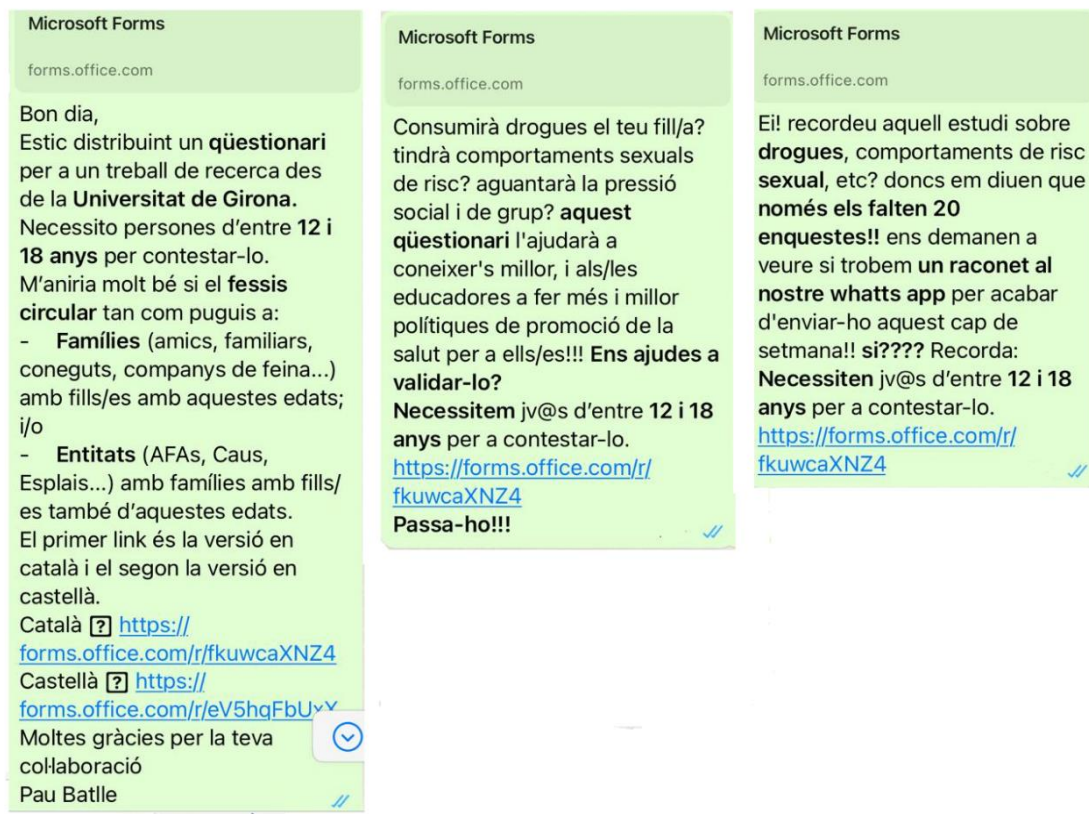 Microsoft Forms
forms.office.com
Bon dia,
Estic distribuint un qüestionari
per a un treball de recerca des
de la Universitat de Girona.
Necessito persones d'entre 12 i
18 anys per contestar-lo.
M'aniria molt bé si el fessis
circular tan com puguis a:
- Famílies (amics, familiars,
coneguts, companys de feina...)
amb fills/es amb aquestes edats;
i/o
- Entitats (AFAs, Caus,
Esplais...) amb famílies amb fills/
es també d'aquestes edats.
El primer link és la versió en
català i el segon la versió en
castellà.
Català ? https://
forms.office.com/r/fkuwcaXNZ4
Castellà ? https://
Moltes gràcies per la teva
col·laboració
Pau Batlle
Microsoft Forms
forms.office.com
Consumirà drogues el teu fill/a?
tindrà comportaments sexuals
de risc? aguantarà la pressió
social i de grup? aquest
qüestionari l'ajudarà a
coneixer's millor, i als/les
educadores a fer més i millor
polítiques de promoció de la
salut per a ells/es!!! Ens ajudes a
validar-lo?
Necessitem jv@s d'entre 12 i 18
anys per a contestar-lo.
https://forms.office.com/r/
fkuwcaXNZ4
Passa-ho!!!
Microsoft Forms
forms.office.com
Ei! recordeu aquell estudi sobre
drogues, comportaments de risc
sexual, etc? doncs em diuen que
només els falten 20
enquestes!! ens demanen a
veure si trobem un raconet al
nostre whatts app per acabar
d'enviar-ho aquest cap de
setmana!! si???? Recorda:
Necessiten jv@s d'entre 12 i 18
anys per a contestar-lo.
https://forms.office.com/r/
fkuwcaXNZ4